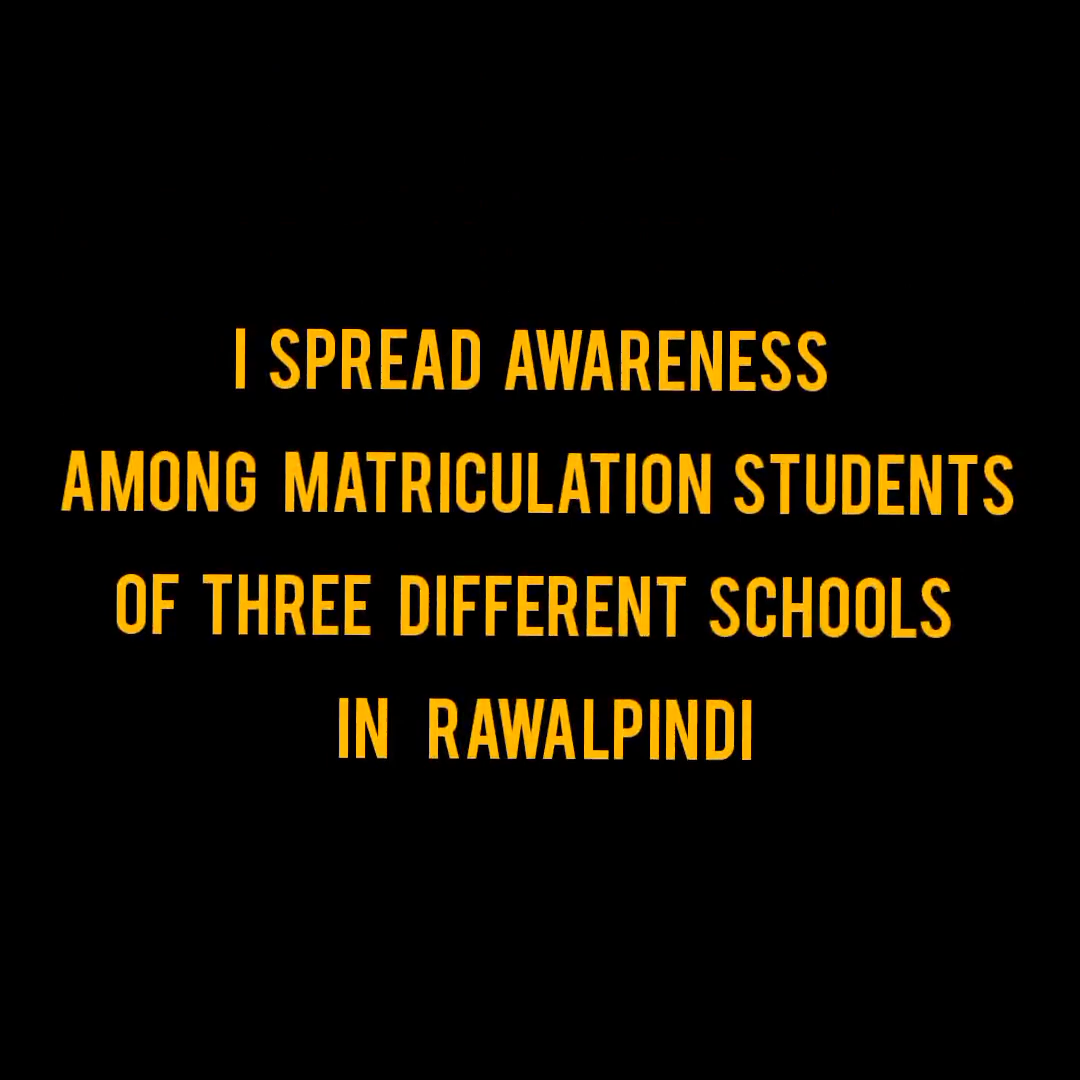 I SPREAD AWARENESS
AMONG MATRICULATION STUDENTS
OF THREE DIFFERENT SCHOOLS
IN RAWALPINDI